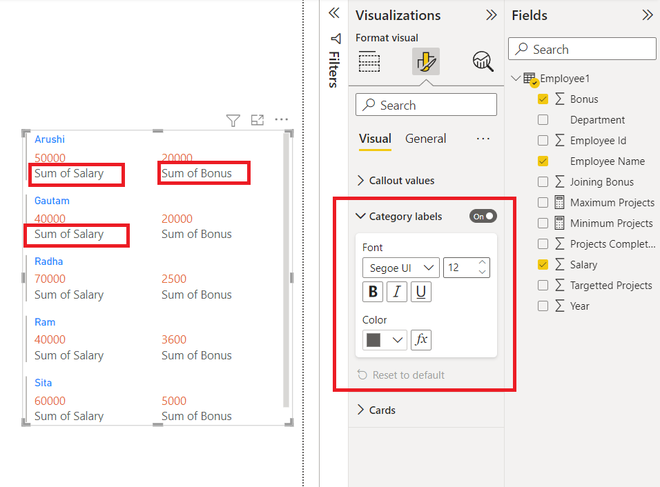 Arushi
50000 20000
Sum of Salary Sum of Bonus
Gautam
40000 20000
Sum of Salary Sum of Bonus
Radha
70000 2500
Sum of Salary Sum of Bonus
Ram
40000 3600
Sum of Salary Sum of Bonus
Sita
60000 5000
Sum of Salary Sum of Bonus
Filters
Visualizations
Format visual
Search
Visual General
Callout values
Category labels On
Font
Segoe UI 12
B I U
Color
fx
Reset to default
Cards
Fields
Search
Employee1
Bonus
Department
Employee Id
Employee Name
Joining Bonus
Maximum Projects
Minimum Projects
Projects Complet...
Salary
Targetted Projects
Year